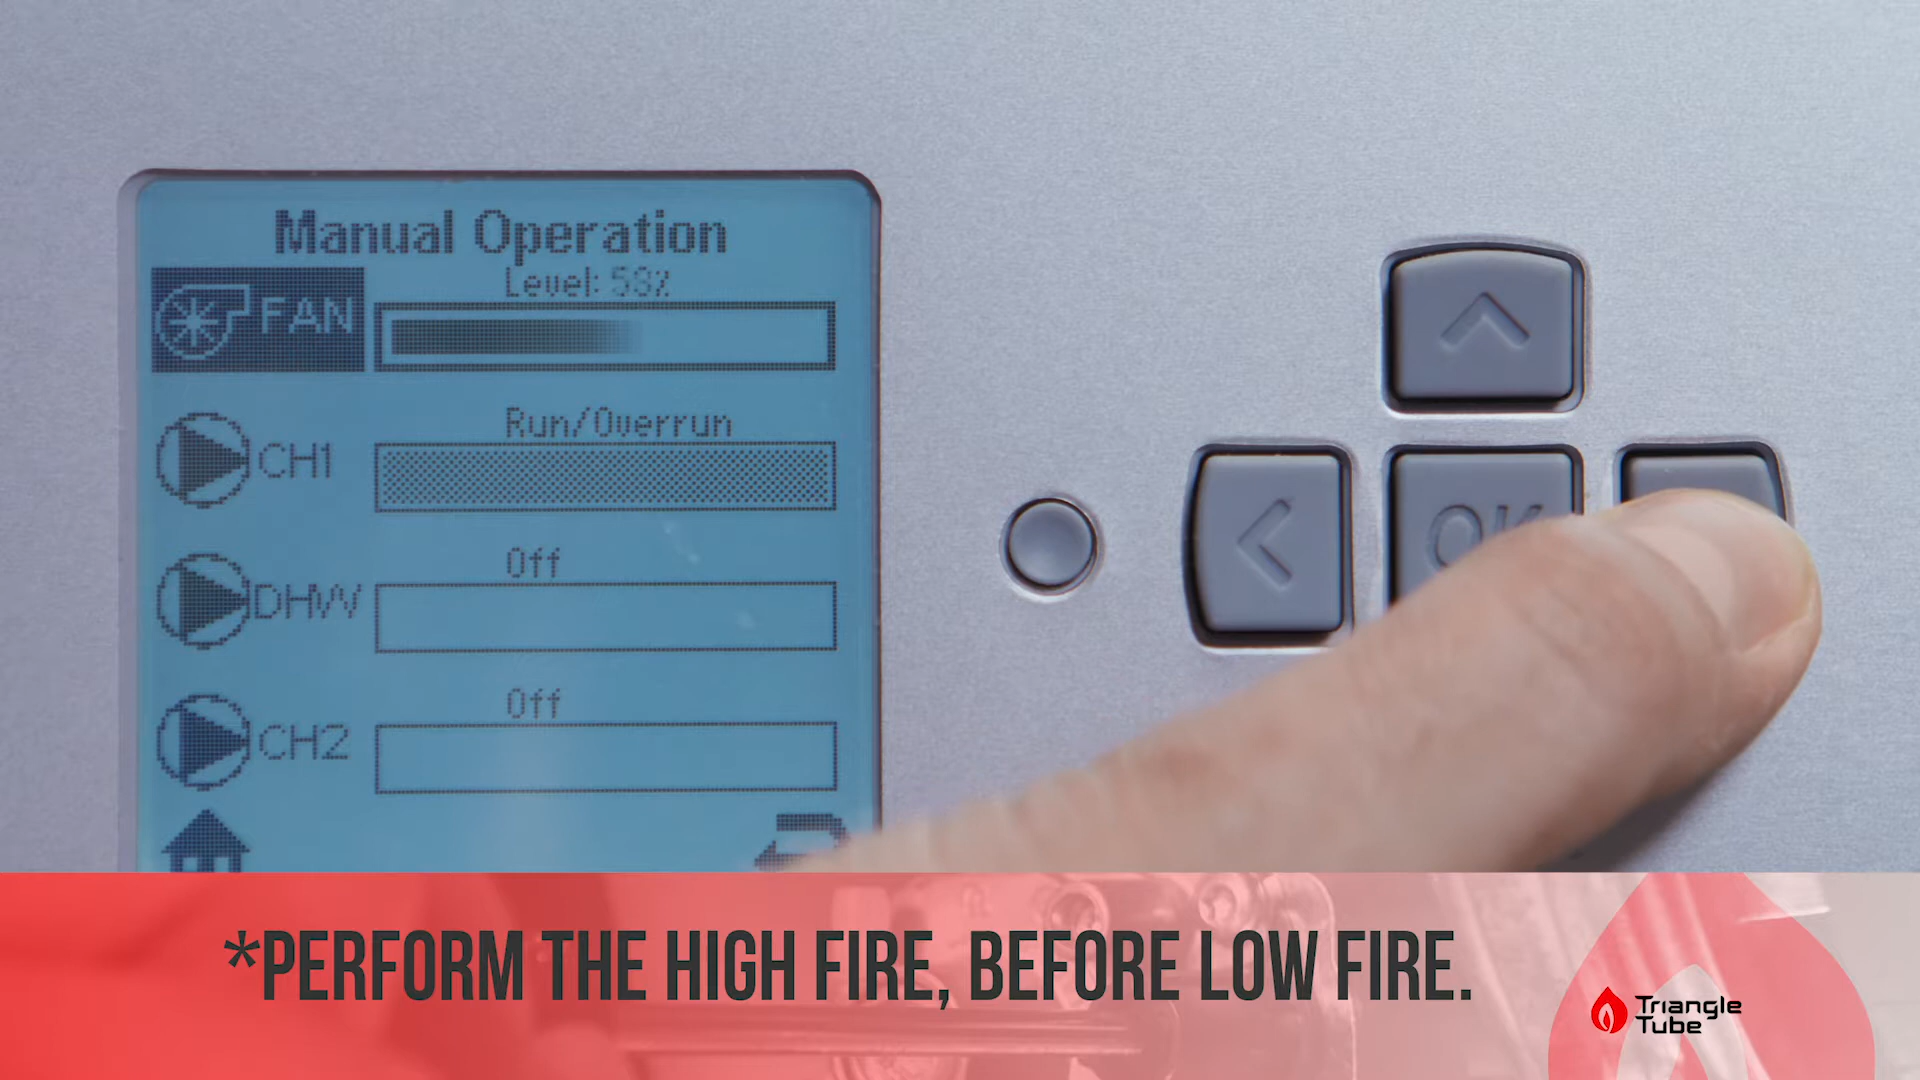 Manual Operation
Level: 58%
FAN
Run/Overrun
CH1
Off
DHW
Off
CH2
OK
*PERFORM THE HIGH FIRE, BEFORE LOW FIRE.
Triangle
Tube